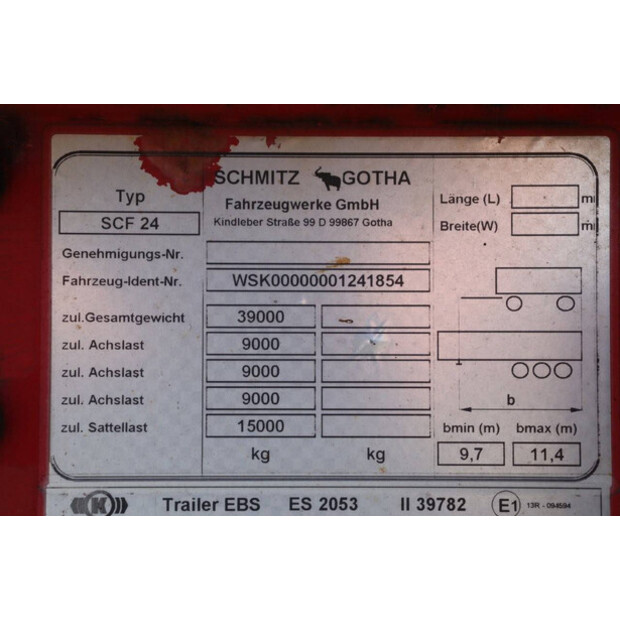 SCHMITZ GOTHA
Fahrzeugwerke GmbH
Kindleber Straße 99 D 99867 Gotha
Typ
SCF 24
Länge (L) m
Breite(W) m
Genehmigungs-Nr.
Fahrzeug-Ident-Nr. WSK00000001241854
zul.Gesamtgewicht 39000
zul. Achslast 9000
zul. Achslast 9000
zul. Achslast 9000
zul. Sattellast 15000
kg kg
b
bmin (m) bmax (m)
9,7 11,4
K Trailer EBS ES 2053 II 39782 E1 13R - 094594